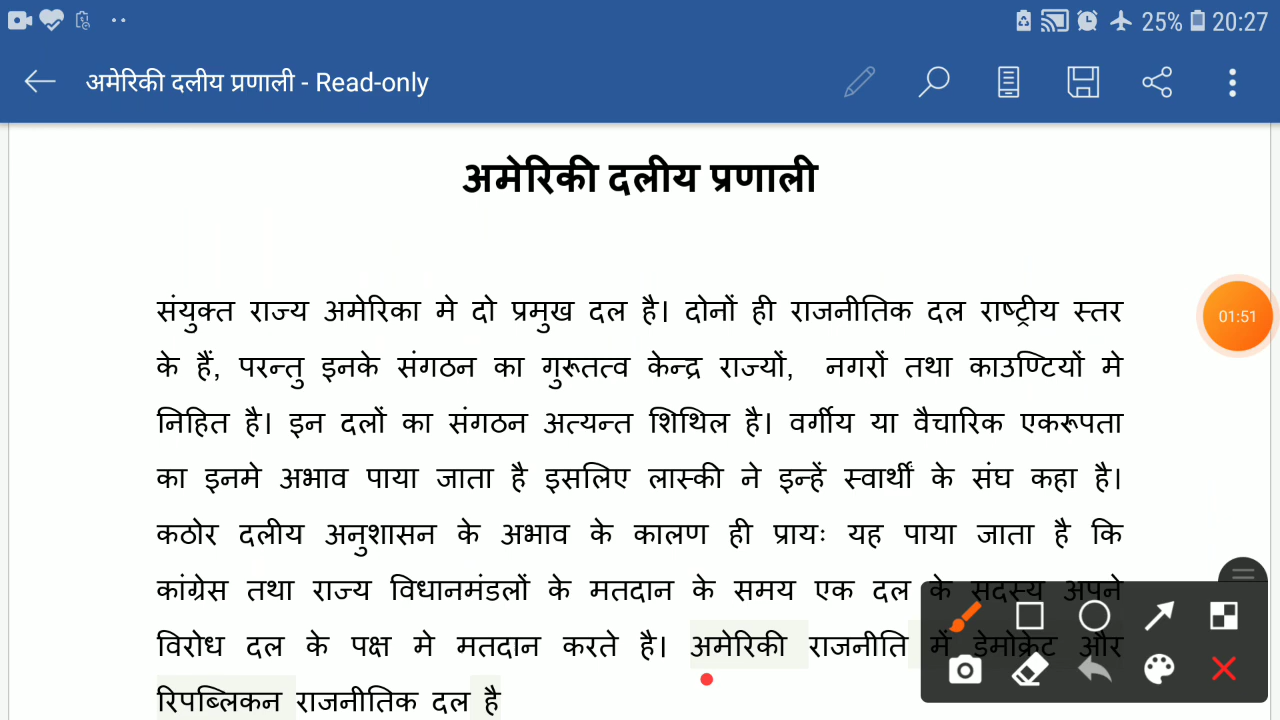 25% 20:27
अमेरिकी दलीय प्रणाली - Read-only
अमेरिकी दलीय प्रणाली
संयुक्त राज्य अमेरिका मे दो प्रमुख दल है। दोनों ही राजनीतिक दल राष्ट्रीय स्तर
के हैं, परन्तु इनके संगठन का गुरूतत्व केन्द्र राज्यों, नगरों तथा काउण्टियों मे
निहित है। इन दलों का संगठन अत्यन्त शिथिल है। वर्गीय या वैचारिक एकरूपता
का इनमे अभाव पाया जाता है इसलिए लास्की ने इन्हें स्वार्थीं के संघ कहा है।
कठोर दलीय अनुशासन के अभाव के कालण ही प्रायः यह पाया जाता है कि
कांग्रेस तथा राज्य विधानमंडलों के मतदान के समय एक दल के सदस्य अपने
विरोध दल के पक्ष मे मतदान करते है। अमेरिकी राजनीति में डेमोक्रेट और
रिपब्लिकन राजनीतिक दल है
01:51